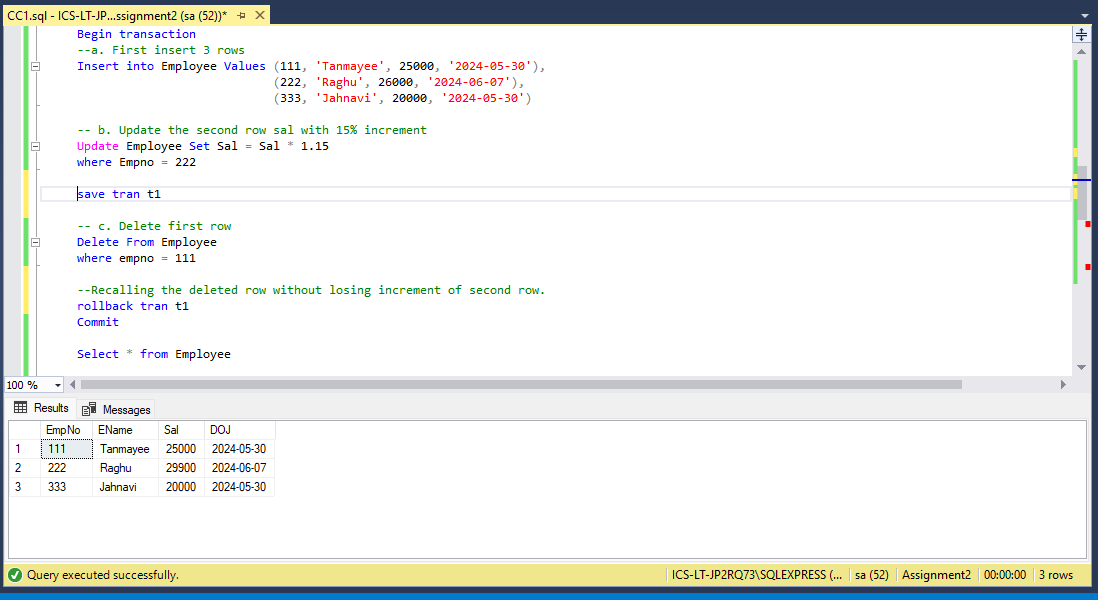 CC1.sql - ICS-LT-JP...ssignment2 (sa (52))*
Begin transaction
--a. First insert 3 rows
Insert into Employee Values (111, 'Tanmayee', 25000, '2024-05-30'),
(222, 'Raghu', 26000, '2024-06-07'),
(333, 'Jahnavi', 20000, '2024-05-30')
-- b. Update the second row sal with 15% increment
Update Employee Set Sal = Sal * 1.15
where Empno = 222
save tran t1
-- c. Delete first row
Delete From Employee
where empno = 111
--Recalling the deleted row without losing increment of second row.
rollback tran t1
Commit
Select * from Employee
100 %
Results Messages
EmpNo EName Sal DOJ
1 111 Tanmayee 25000 2024-05-30
2 222 Raghu 29900 2024-06-07
3 333 Jahnavi 20000 2024-05-30
Query executed successfully. ICS-LT-JP2RQ73\SQLEXPRESS (... sa (52) Assignment2 00:00:00 3 rows